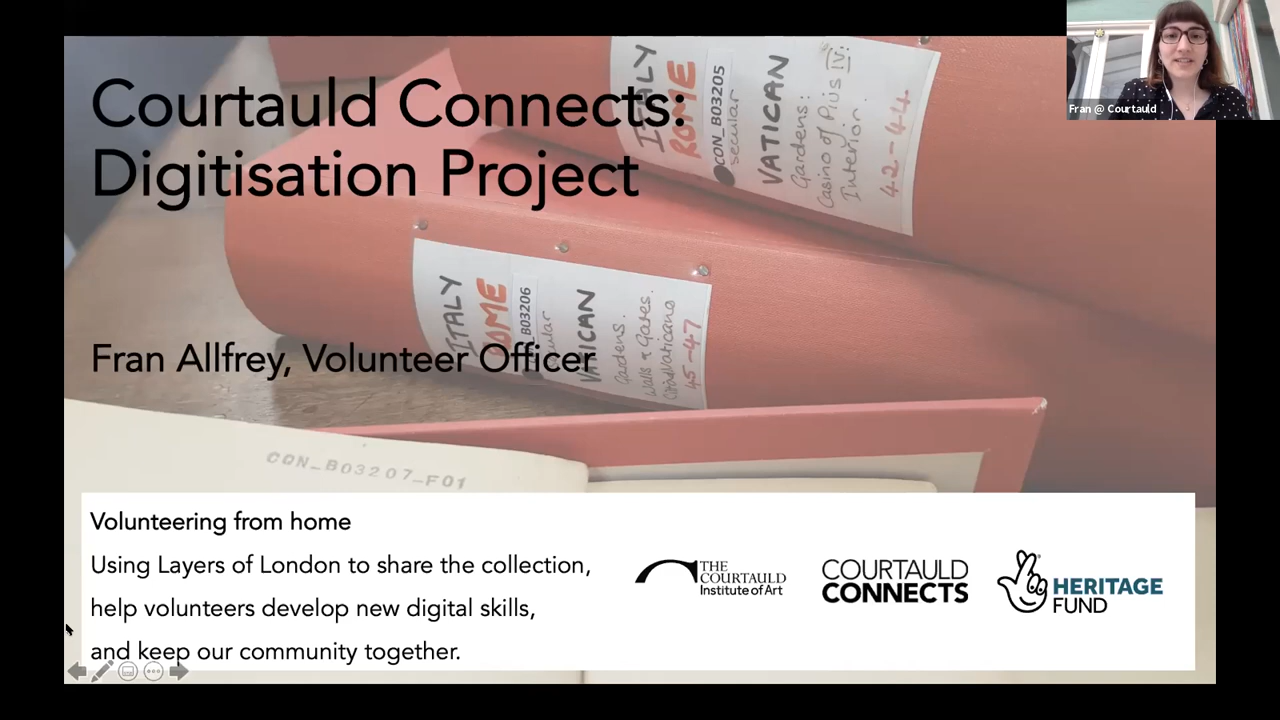 Courtauld Connects:
Digitisation Project
Fran Allfrey, Volunteer Officer
Fran @ Courtauld
ITALY
ROME
CON_B03205
secular
VATICAN
Gardens:
Casino of Pius IV:
Interior.
42-44
ITALY
ROME
B03206
VATICAN
Gardens.
Walls & Gates.
45-47
CON_B03207_F01
Volunteering from home
Using Layers of London to share the collection,
help volunteers develop new digital skills,
and keep our community together.
THE
COURTAULD
Institute of Art
COURTAULD
CONNECTS
HERITAGE
FUND